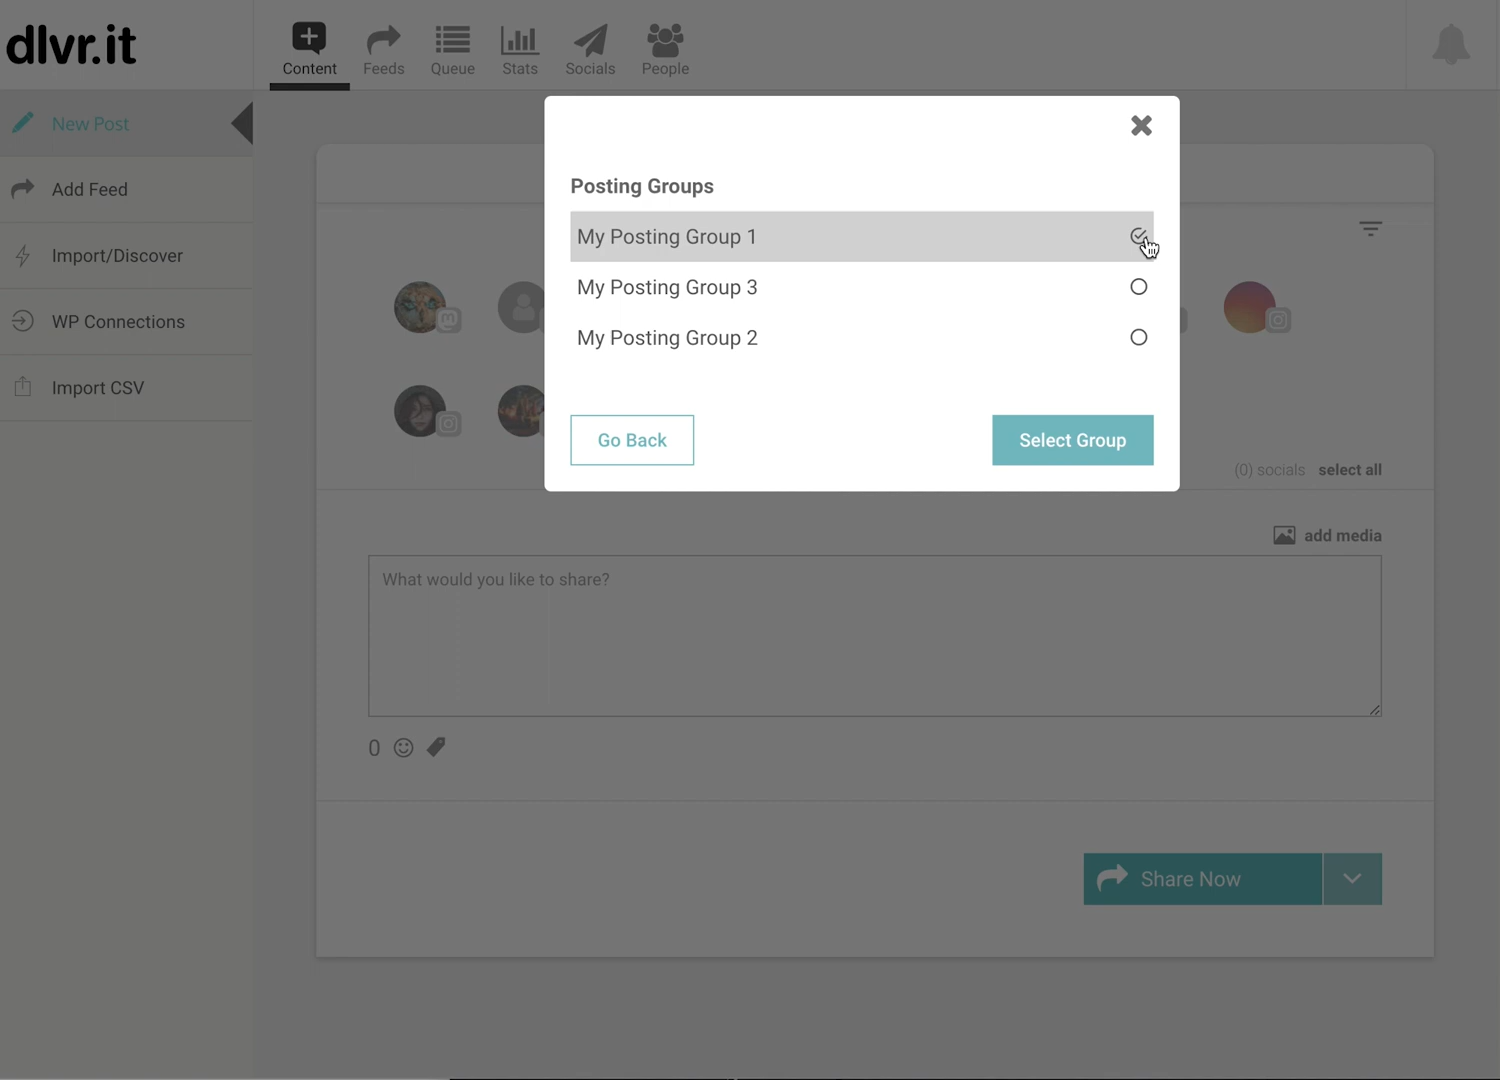 dlvr.it
Content
Feeds
Queue
Stats
Socials
People
New Post
Add Feed
Import/Discover
WP Connections
Import CSV
Posting Groups
My Posting Group 1
My Posting Group 3
My Posting Group 2
Go Back
Select Group
(0) socials select all
add media
What would you like to share?
0
Share Now